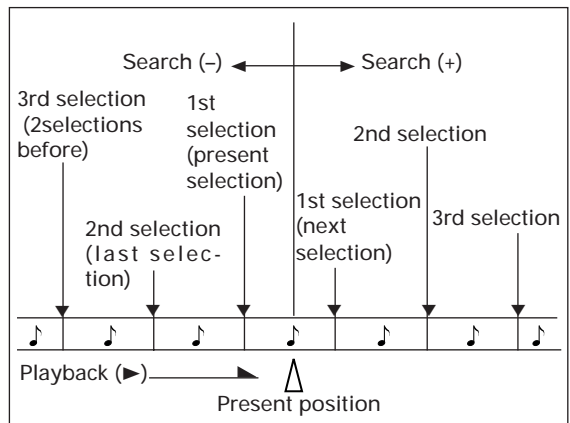 Search (–)
Search (+)
3rd selection
(2selections
before)
1st
selection
(present
selection)
2nd selection
2nd selection
(last selec-
tion)
1st selection
(next
selection)
3rd selection
Playback (►)
Present position